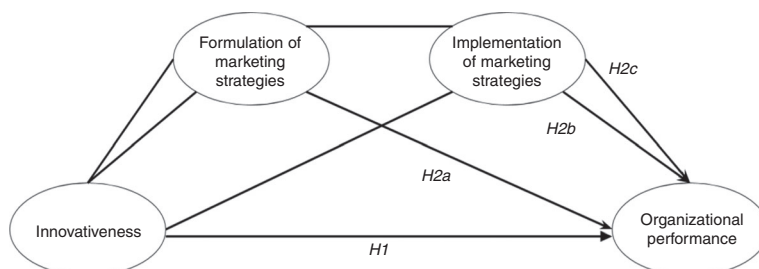 Formulation of
marketing
strategies
Implementation
of marketing
strategies
H2c
H2b
H2a
Innovativeness
Organizational
performance
H1